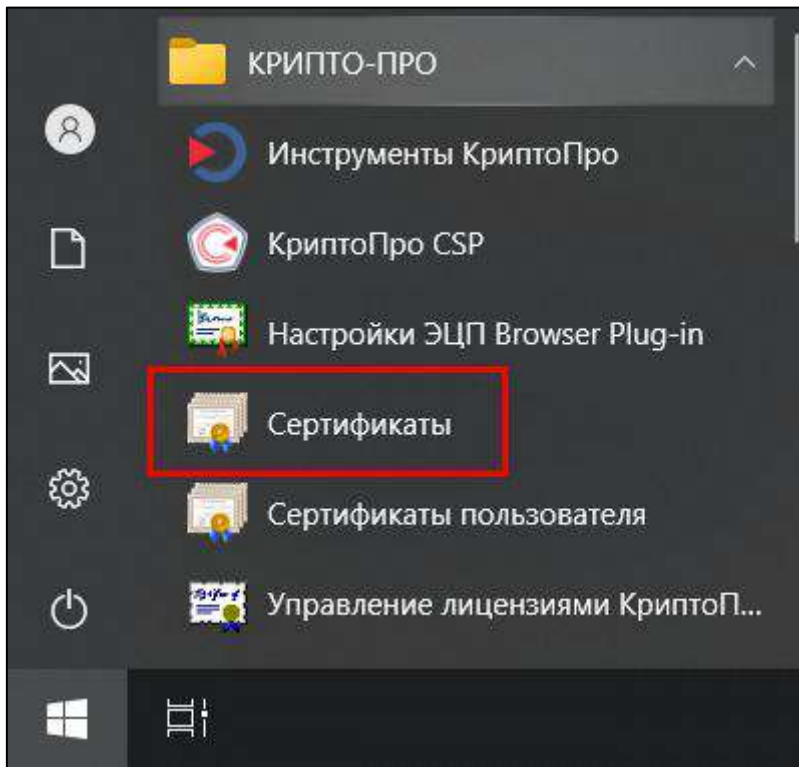 КРИПТО-ПРО
Инструменты КриптоПро
КриптоПро CSP
Настройки ЭЦП Browser Plug-in
Сертификаты
Сертификаты пользователя
Управление лицензиями КриптоП...